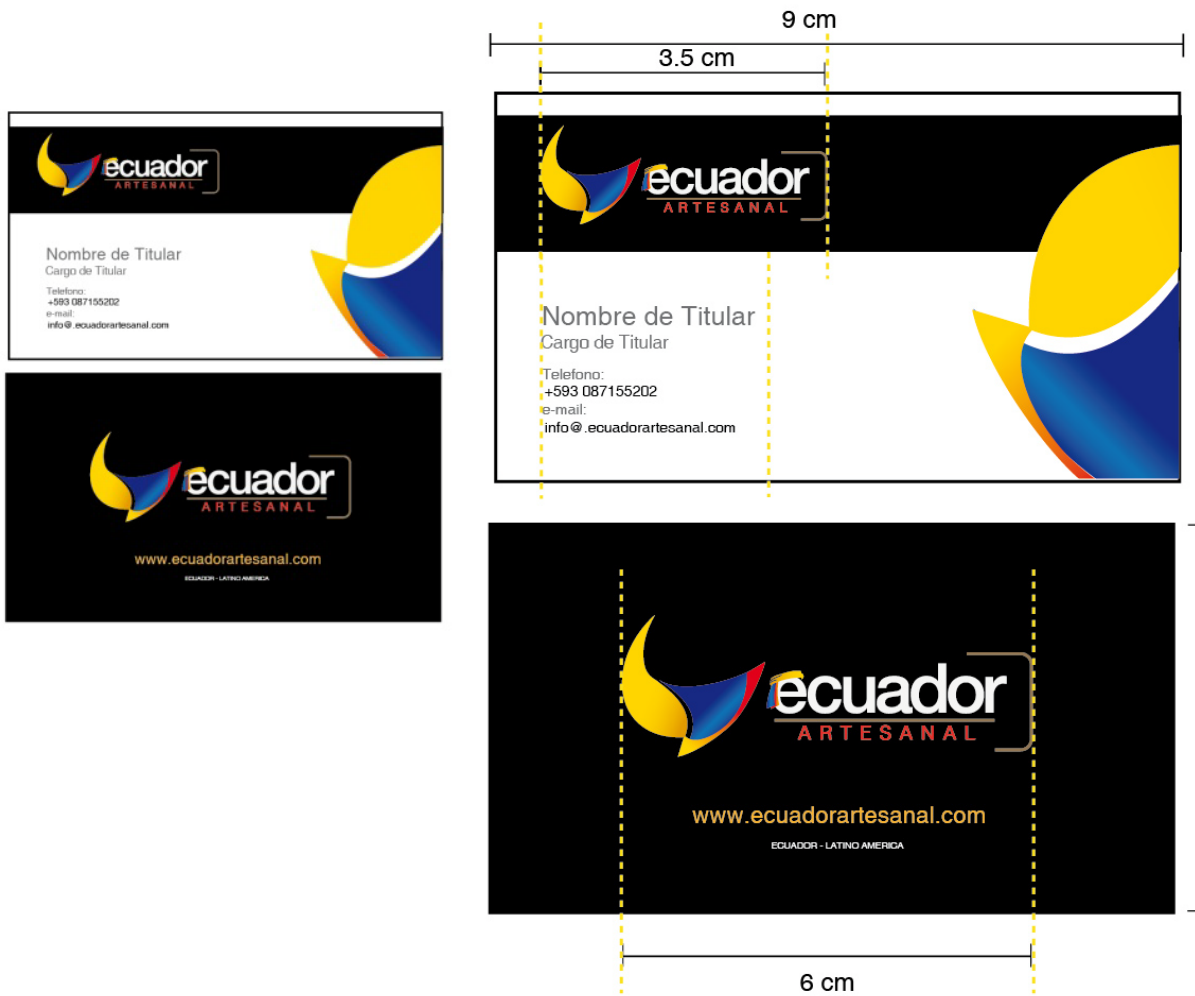 ecuador
ARTESANAL
Nombre de Titular
Cargo de Titular
Telefono:
+593 087155202
e-mail:
info@.ecuadorartesanal.com
ecuador
ARTESANAL
www.ecuadorartesanal.com
ECUADOR - LATINO AMERICA
9 cm
3.5 cm
ecuador
ARTESANAL
Nombre de Titular
Cargo de Titular
Telefono:
+593 087155202
e-mail:
info@.ecuadorartesanal.com
ecuador
ARTESANAL
www.ecuadorartesanal.com
ECUADOR - LATINO AMERICA
6 cm